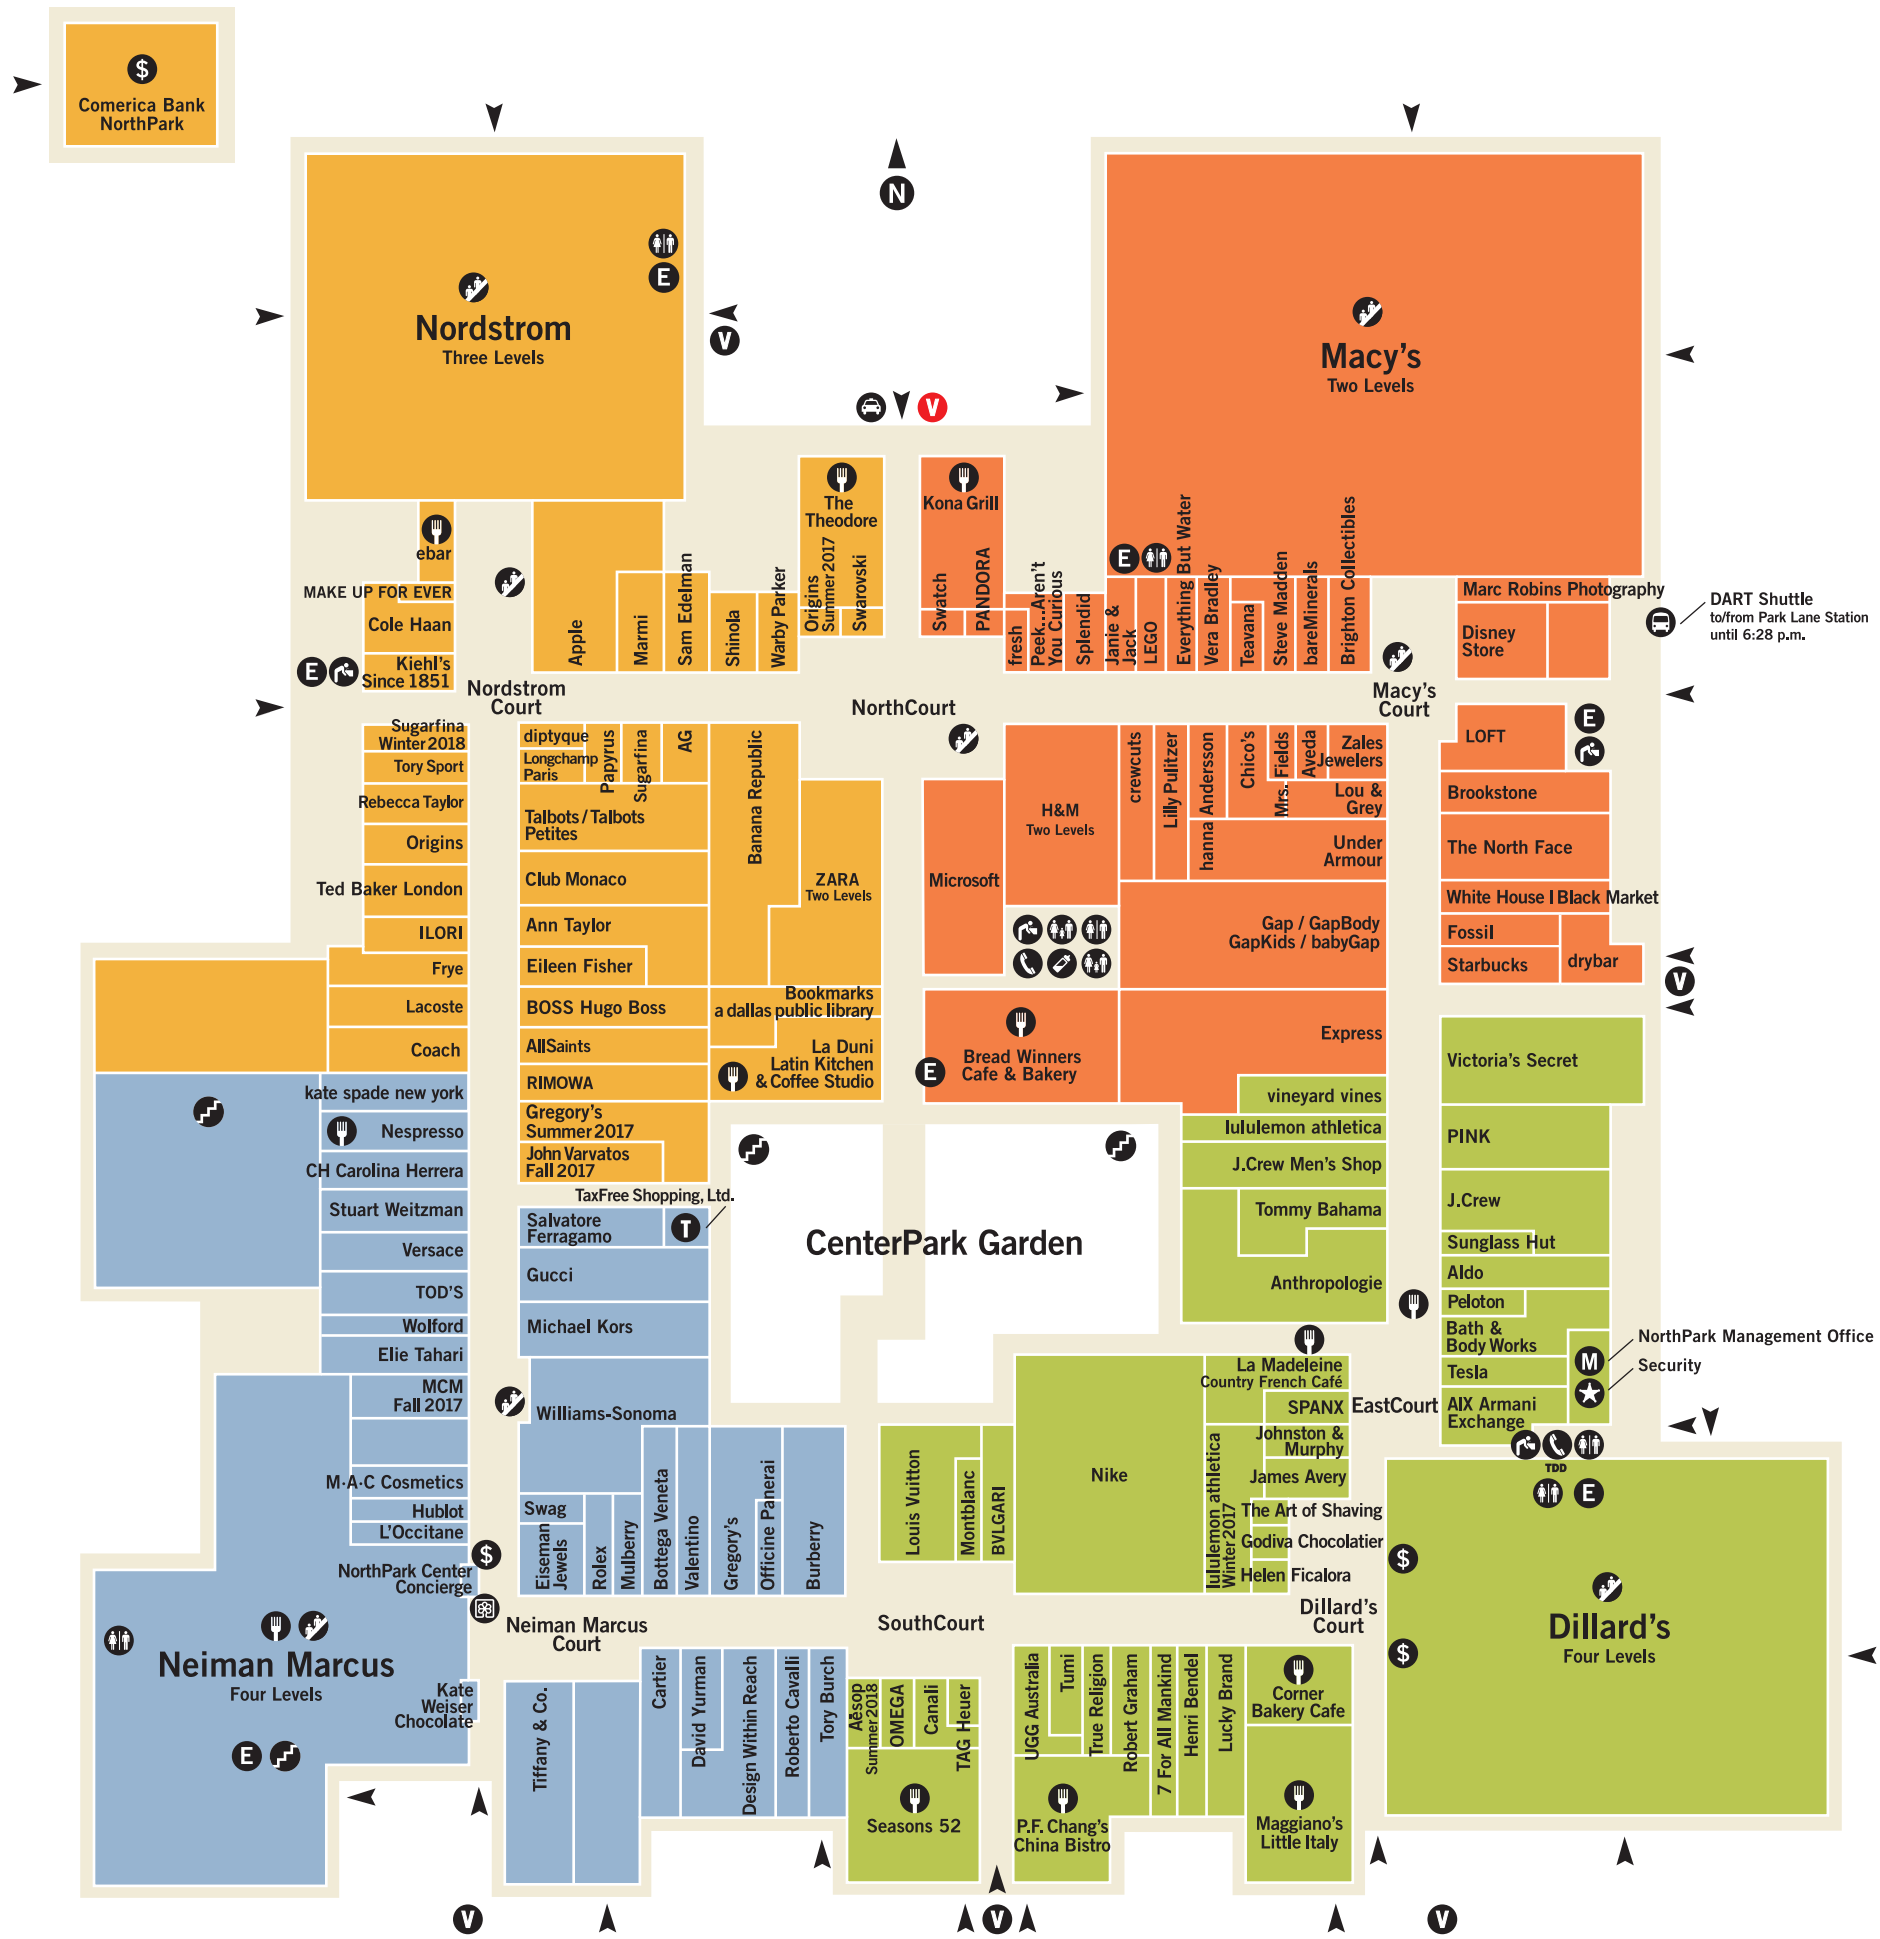 $
Comerica Bank
NorthPark
N
Nordstrom
Three Levels
E
V
V
Macy's
Two Levels
E
ebar
MAKE UP FOR EVER
Cole Haan
E
Kiehl's
Since 1851
Apple
Marmi
Sam Edelman
Shinola
Warby Parker
The
Theodore
Origins
Summer 2017
Swarovski
Kona Grill
Swatch
PANDORA
fresh
Peek...Aren't
You Curious
Splendid
Janie &
Jack
LEGO
Everything But Water
Vera Bradley
Teavana
Steve Madden
bareMinerals
Brighton Collectibles
Marc Robins Photography
Disney
Store
DART Shuttle
to/from Park Lane Station
until 6:28 p.m.
Nordstrom
Court
NorthCourt
Macy's
Court
Sugarfina
Winter 2018
Tory Sport
Rebecca Taylor
Origins
Ted Baker London
ILORI
Frye
Lacoste
Coach
diptyque
Longchamp
Paris
Papyrus
Sugarfina
AG
Banana Republic
Talbots / Talbots
Petites
Club Monaco
Ann Taylor
Eileen Fisher
BOSS Hugo Boss
AllSaints
RIMOWA
Gregory's
Summer 2017
John Varvatos
Fall 2017
ZARA
Two Levels
Bookmarks
a dallas public library
La Duni
Latin Kitchen
& Coffee Studio
Microsoft
H&M
Two Levels
crewcuts
Lilly Pulitzer
hanna Andersson
Chico's
Mrs. Fields
Aveda
Zales
Jewelers
Lou &
Grey
Under
Armour
Gap / GapBody
GapKids / babyGap
Express
E
Bread Winners
Cafe & Bakery
LOFT
E
Brookstone
The North Face
White House I Black Market
Fossil
Starbucks
drybar
V
Victoria's Secret
PINK
J.Crew
Sunglass Hut
Aldo
Peloton
Bath &
Body Works
Tesla
A|X Armani
Exchange
M
NorthPark Management Office
Security
TDD
E
vineyard vines
lululemon athletica
J.Crew Men's Shop
Tommy Bahama
Anthropologie
kate spade new york
Nespresso
CH Carolina Herrera
Stuart Weitzman
Versace
TOD'S
Wolford
Elie Tahari
MCM
Fall 2017
M·A·C Cosmetics
Hublot
L'Occitane
$
NorthPark Center
Concierge
TaxFree Shopping, Ltd.
Salvatore
Ferragamo
T
Gucci
Michael Kors
Williams-Sonoma
Swag
Eiseman
Jewels
Rolex
Mulberry
Bottega Veneta
Valentino
Gregory's
Officine Panerai
Burberry
CenterPark Garden
Louis Vuitton
Montblanc
BVLGARI
Nike
La Madeleine
Country French Café
SPANX
EastCourt
Johnston &
Murphy
James Avery
lululemon athletica
Winter 2017
The Art of Shaving
Godiva Chocolatier
Helen Ficalora
$
$
Dillard's
Four Levels
Neiman Marcus
Court
SouthCourt
Dillard's
Court
Neiman Marcus
Four Levels
Kate
Weiser
Chocolate
E
Tiffany & Co.
Cartier
David Yurman
Design Within Reach
Roberto Cavalli
Tory Burch
Aesop
Summer 2018
OMEGA
Canali
TAG Heuer
Seasons 52
UGG Australia
Tumi
True Religion
Robert Graham
7 For All Mankind
Henri Bendel
Lucky Brand
P.F. Chang's
China Bistro
Corner
Bakery Cafe
Maggiano's
Little Italy
V
V
V